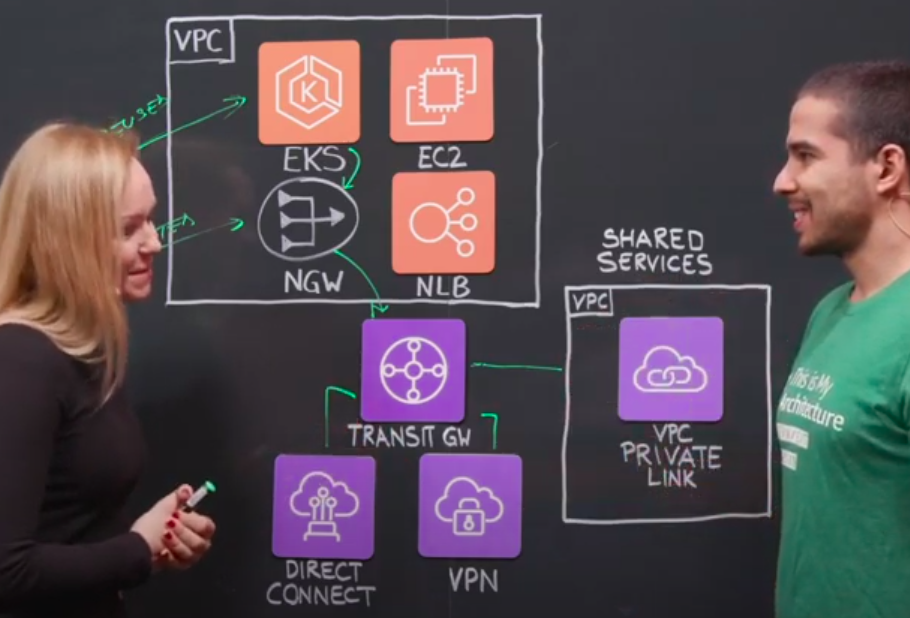 VPC
EKS
EC2
NGW
NLB
SHARED
SERVICES
VPC
VPC
PRIVATE
LINK
TRANSIT GW
DIRECT
CONNECT
VPN
This is My
Architecture